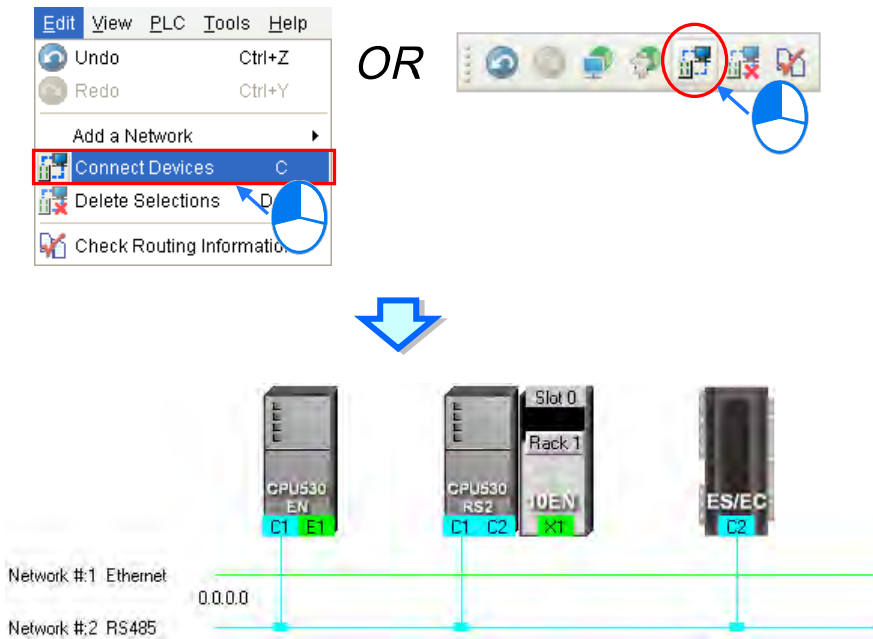 Edit View PLC Tools Help
Undo Ctrl+Z
Redo Ctrl+Y
Add a Network
Connect Devices C
Delete Selections
Check Routing Information
OR
Slot 0
Rack 1
CPU530
EN
C1 E1
CPU530
RS2
C1 C2
10EN
X1
ES/EC
C2
Network #:1 Ethernet
0.0.0.0
Network #:2 RS485